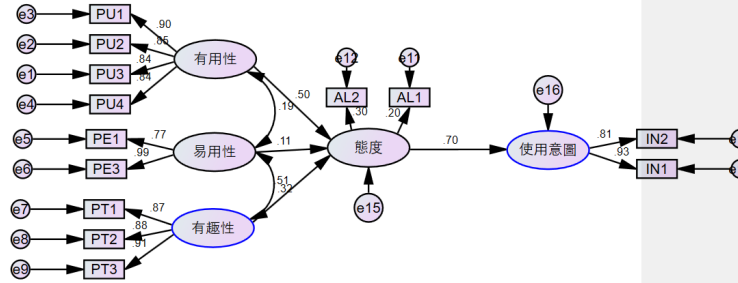 e3 PU1 .90
e2 PU2 .85
e1 PU3 .84
e4 PU4 .84
有用性
.50
.19
e5 PE1 .77
e6 PE3 .99
易用性
.11
e7 PT1 .87
e8 PT2 .88
e9 PT3 .91
有趣性
.51
.32
e12 e11
AL2 AL1
.30 .20
態度
e15
.70
e16
使用意圖
.81 IN2
.93 IN1